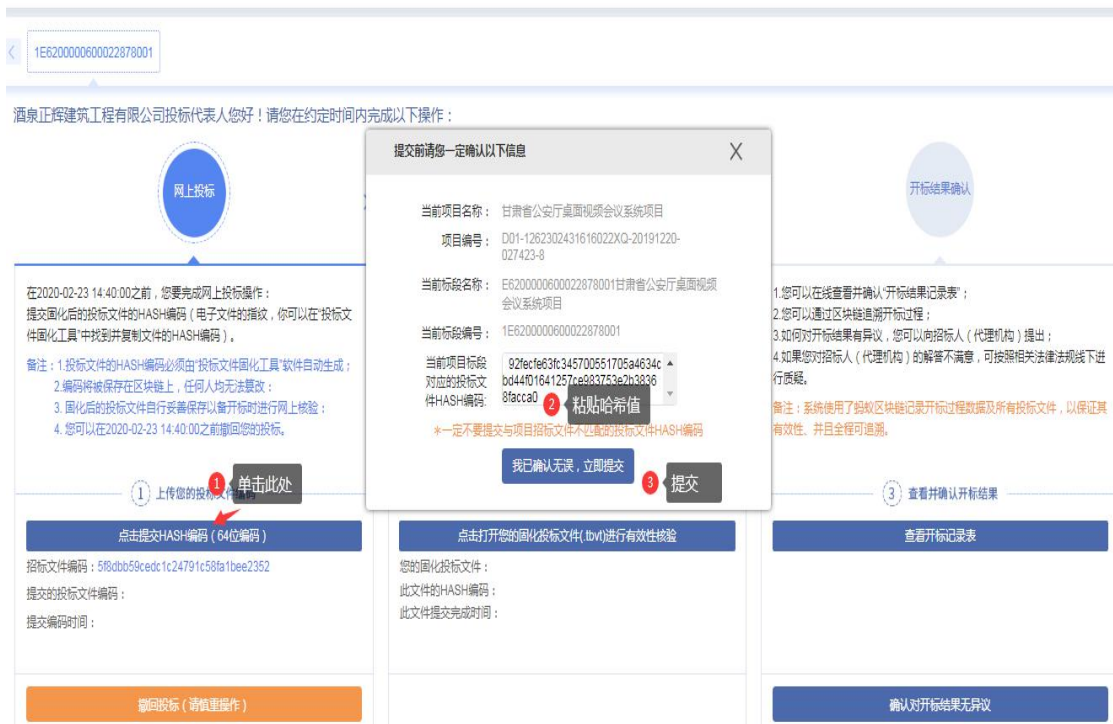 1E6200000600022878001
酒泉正辉建筑工程有限公司投标代表人您好！请您在约定时间内完成以下操作：
网上投标
在2020-02-23 14:40:00之前，您要完成网上投标操作：
提交固化后的投标文件的HASH编码（电子文件的指纹，你可以在“投标文
件固化工具”中找到并复制文件的HASH编码）。
备注：1.投标文件的HASH编码必须由“投标文件固化工具”软件自动生成；
2.编码将被保存在区块链上，任何人均无法篡改：
3. 固化后的投标文件自行妥善保存以备开标时进行网上核验：
4. 您可以在2020-02-23 14:40:00之前撤回您的投标。
1 上传您的投标文件编码
1 单击此处
点击提交HASH编码（64位编码）
招标文件编码：5f8dbb59cedc1c24791c58fa1bee2352
提交的投标文件编码：
提交编码时间：
撤回投标（请慎重操作）
提交前请您一定确认以下信息 X
当前项目名称： 甘肃省公安厅桌面视频会议系统项目
项目编号： D01-1262302431616022XQ-20191220-
027423-8
当前标段名称： E6200000600022878001甘肃省公安厅桌面视频
会议系统项目
当前标段编号： 1E6200000600022878001
当前项目标段
对应的投标文
件HASH编码:
92fecfe63fc345700551705a4634c
bd44f01641257ce983753e2b3836
8facca0
2 粘贴哈希值
*一定不要提交与项目招标文件不匹配的投标文件HASH编码
我已确认无误，立即提交
3 提交
点击打开您的固化投标文件(.tbvt)进行有效性核验
您的固化投标文件：
此文件的HASH编码：
此文件提交完成时间：
开标结果确认
1.您可以在线查看并确认“开标结果记录表”；
2.您可以通过区块链追溯开标过程；
3.如何对开标结果有异议，您可以向招标人（代理机构）提出；
4.如果您对招标人（代理机构）的解答不满意，可按照相关法律法规线下进
行质疑。
备注：系统使用了蚂蚁区块链记录开标过程数据及所有投标文件，以保证其
有效性、并且全程可追溯。
3 查看并确认开标结果
查看开标记录表
确认对开标结果无异议